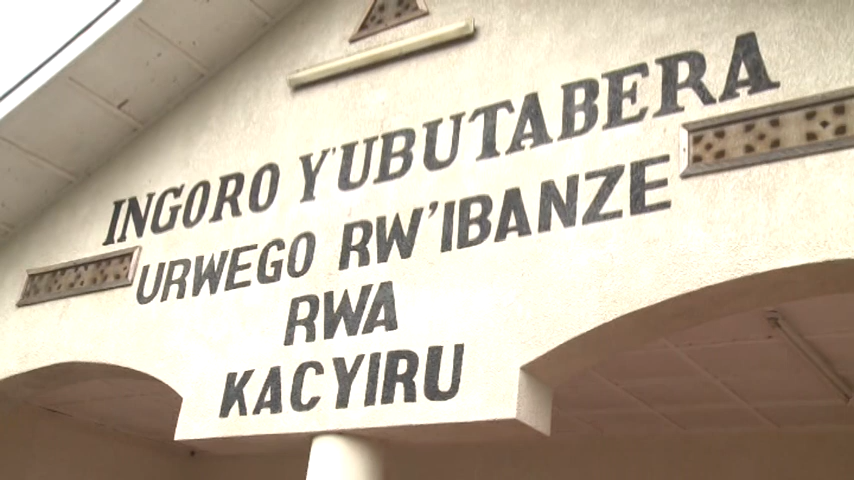 INGORO Y'UBUTABERA
URWEGO RW'IBANZE
RWA
KACYIRU